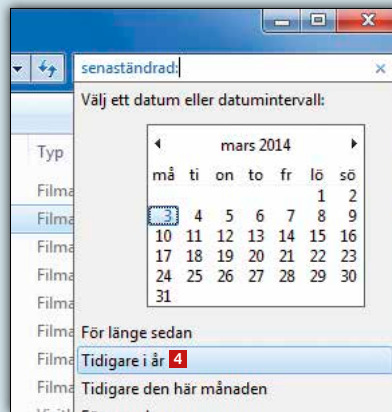 senaständrad:
Välj ett datum eller datumintervall:
Typ
mars 2014
må ti on to fr lö sö
1 2
3 4 5 6 7 8 9
10 11 12 13 14 15 16
17 18 19 20 21 22 23
24 25 26 27 28 29 30
31
Filma
Filma
Filma
Filma
Filma
Filma
För länge sedan
Filma
Tidigare i år 4
Filma
Tidigare den här månaden